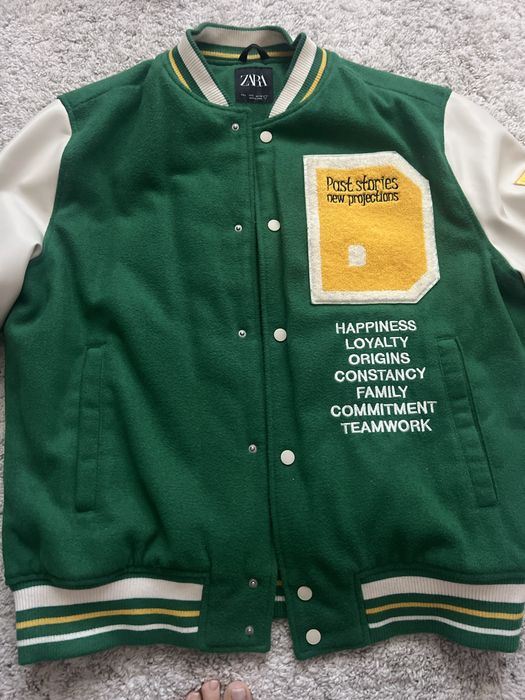 ZARA
Past stories
new projections
HAPPINESS
LOYALTY
ORIGINS
CONSTANCY
FAMILY
COMMITMENT
TEAMWORK